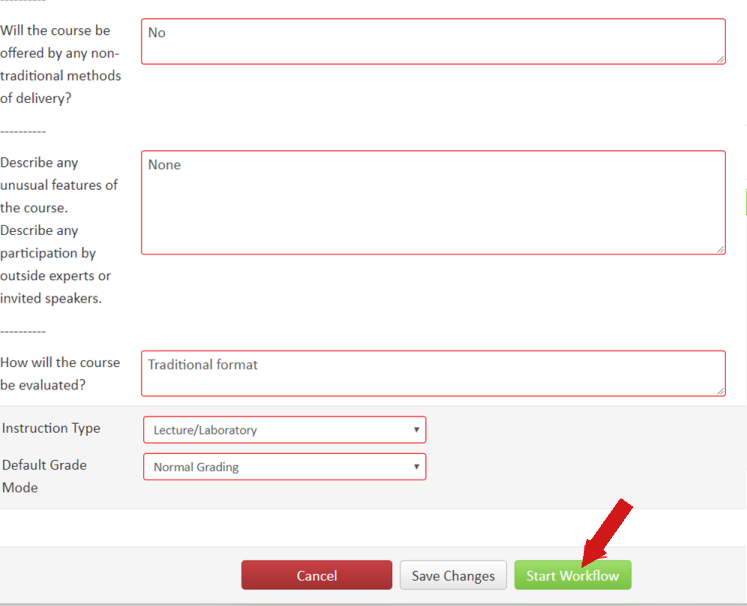 ----------
Will the course be
offered by any non-
traditional methods
of delivery?
No
----------
Describe any
unusual features of
the course.
Describe any
participation by
outside experts or
invited speakers.
None
----------
How will the course
be evaluated?
Traditional format
Instruction Type
Lecture/Laboratory
Default Grade
Mode
Normal Grading
Cancel
Save Changes
Start Workflow